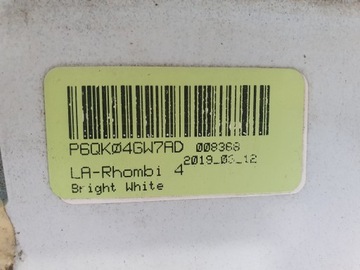 P6QK04GW7AD 008368
2019_03_12
LA-Rhombi 4
Bright White